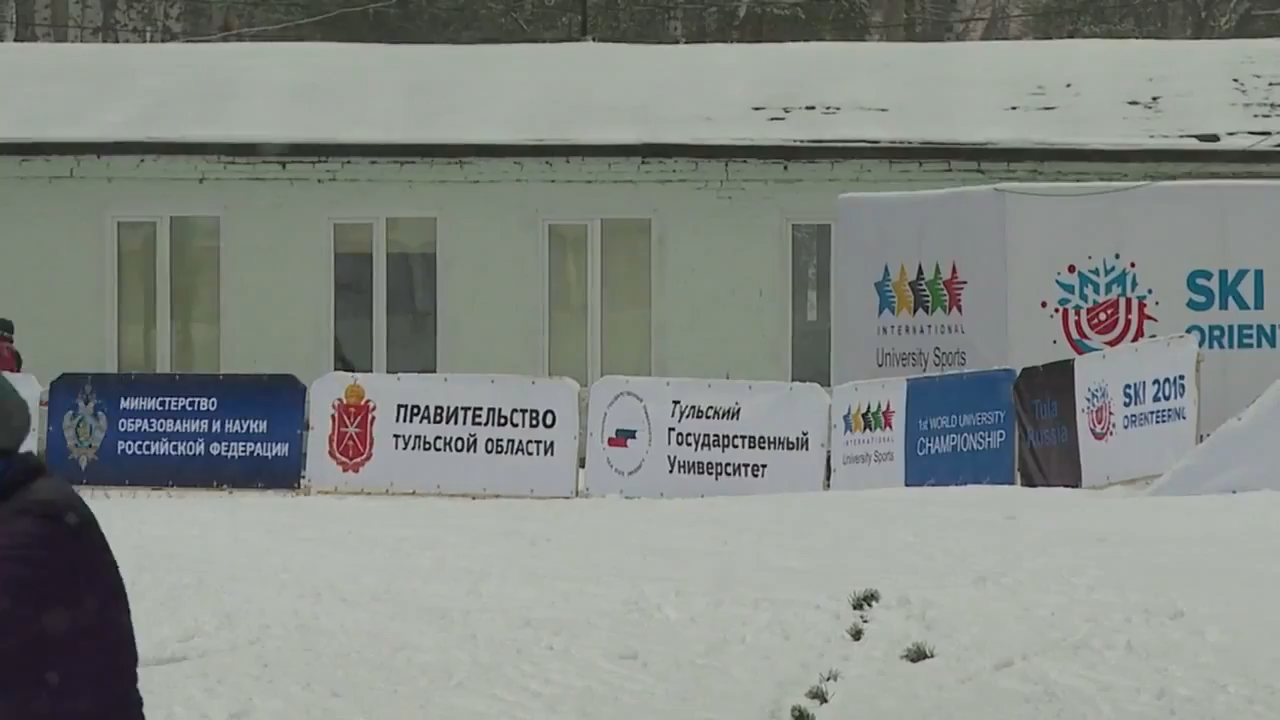 INTERNATIONAL
University Sports
SKI
ORIEN
МИНИСТЕРСТВО
ОБРАЗОВАНИЯ И НАУКИ
РОССИЙСКОЙ ФЕДЕРАЦИИ
ПРАВИТЕЛЬСТВО
ТУЛЬСКОЙ ОБЛАСТИ
Тульский
Государственный
Университет
INTERNATIONAL
University Sports
1st WORLD UNIVERSITY
CHAMPIONSHIP
Tula
Russia
SKI 2016
ORIENTEERING